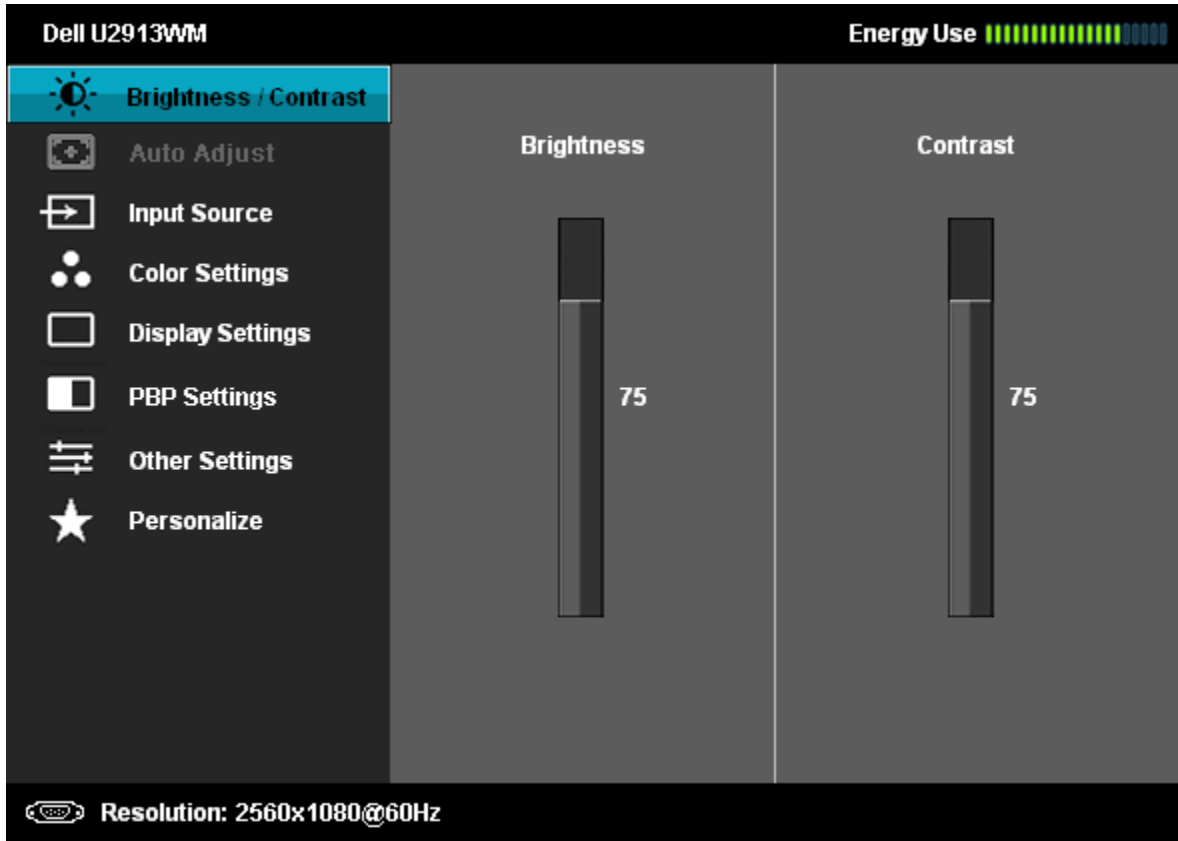 Dell U2913WM
Energy Use
Brightness / Contrast
Auto Adjust
Input Source
Color Settings
Display Settings
PBP Settings
Other Settings
Personalize
Brightness
75
Contrast
75
Resolution: 2560x1080@60Hz